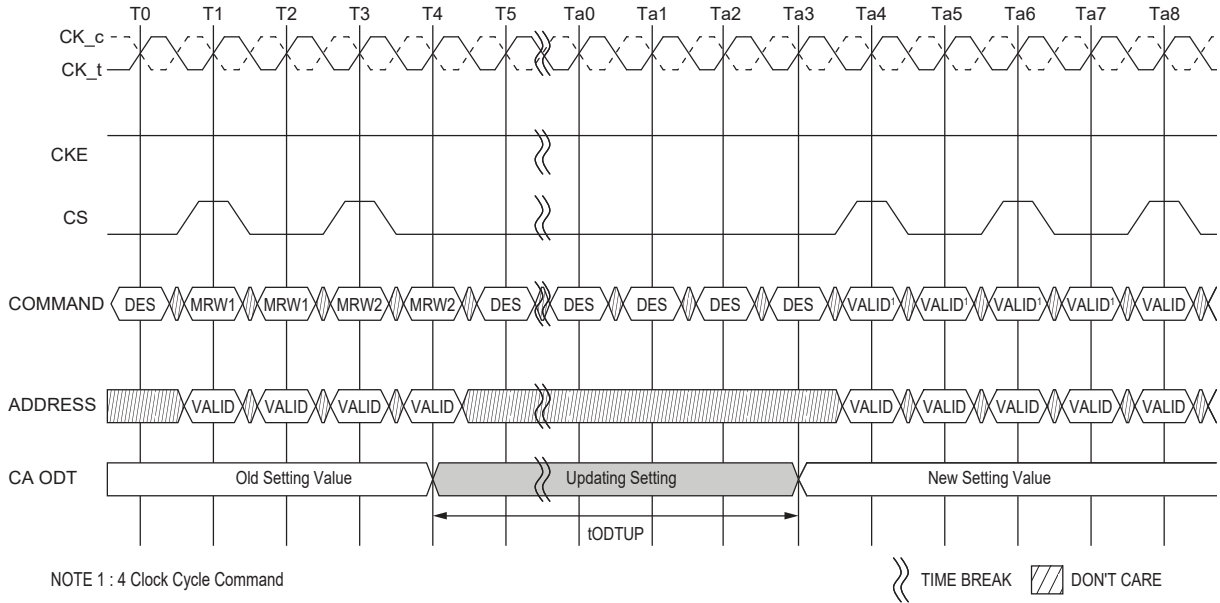 T0 T1 T2 T3 T4 T5 Ta0 Ta1 Ta2 Ta3 Ta4 Ta5 Ta6 Ta7 Ta8
CK_c
CK_t
CKE
CS
COMMAND DES MRW1 MRW1 MRW2 MRW2 DES DES DES DES DES VALID¹ VALID¹ VALID¹ VALID¹ VALID
ADDRESS VALID VALID VALID VALID VALID VALID VALID VALID VALID
CA ODT Old Setting Value Updating Setting New Setting Value
tODTUP
NOTE 1 : 4 Clock Cycle Command TIME BREAK DON'T CARE